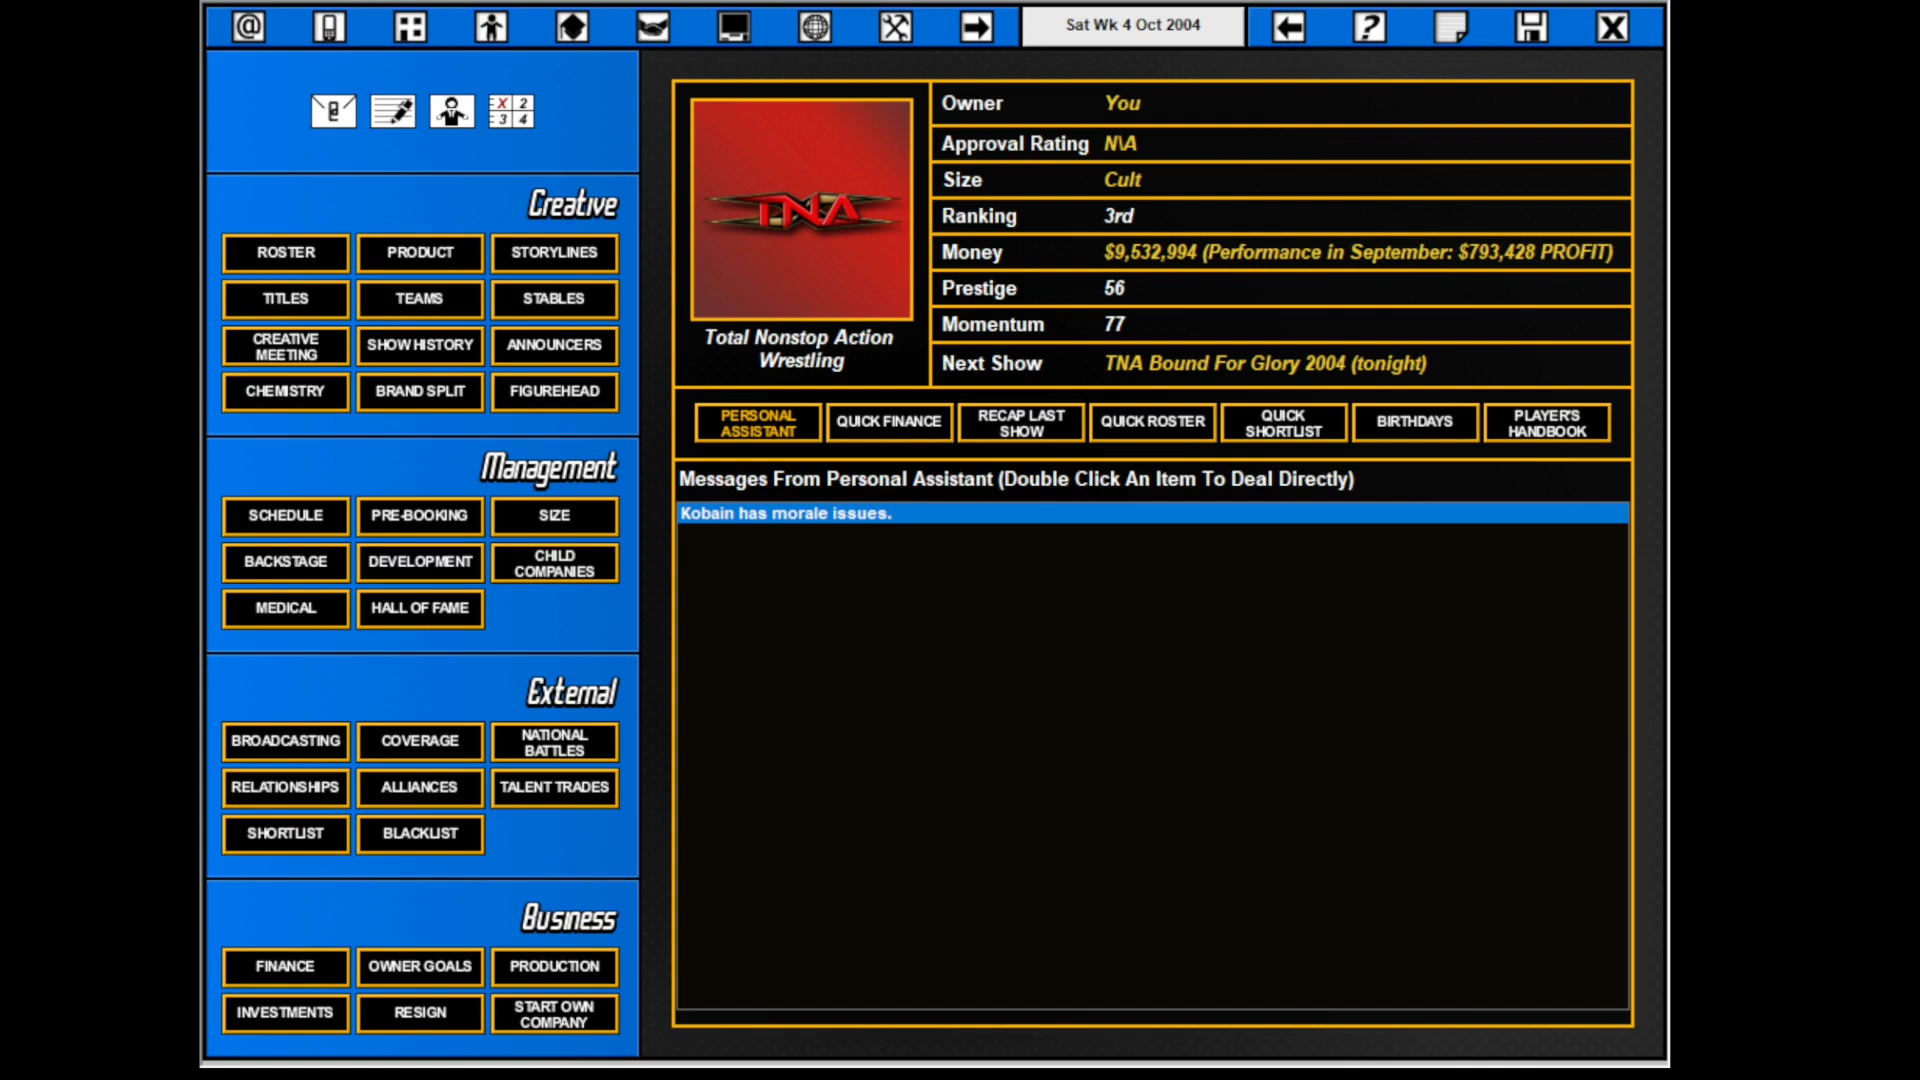 @
Sat Wk 4 Oct 2004
?
X
X 2
3 4
Creative
ROSTER
PRODUCT
STORYLINES
TITLES
TEAMS
STABLES
CREATIVE
MEETING
SHOW HISTORY
ANNOUNCERS
CHEMISTRY
BRAND SPLIT
FIGUREHEAD
Management
SCHEDULE
PRE-BOOKING
SIZE
BACKSTAGE
DEVELOPMENT
CHILD
COMPANIES
MEDICAL
HALL OF FAME
External
BROADCASTING
COVERAGE
NATIONAL
BATTLES
RELATIONSHIPS
ALLIANCES
TALENT TRADES
SHORTLIST
BLACKLIST
Business
FINANCE
OWNER GOALS
PRODUCTION
INVESTMENTS
RESIGN
START OWN
COMPANY
TNA
Total Nonstop Action
Wrestling
Owner You
Approval Rating N\A
Size Cult
Ranking 3rd
Money $9,532,994 (Performance in September: $793,428 PROFIT)
Prestige 56
Momentum 77
Next Show TNA Bound For Glory 2004 (tonight)
PERSONAL
ASSISTANT
QUICK FINANCE
RECAP LAST
SHOW
QUICK ROSTER
QUICK
SHORTLIST
BIRTHDAYS
PLAYER'S
HANDBOOK
Messages From Personal Assistant (Double Click An Item To Deal Directly)
Kobain has morale issues.